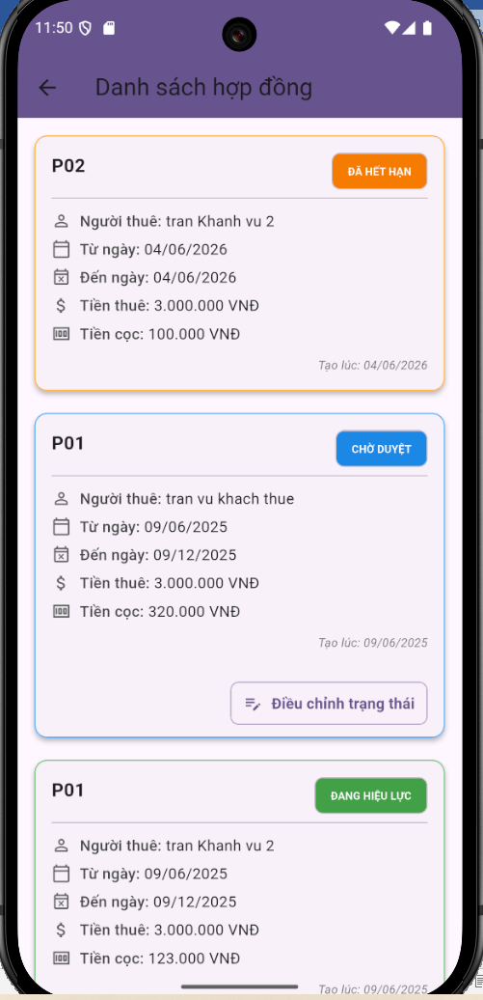 11:50
Danh sách hợp đồng
P02
ĐÃ HẾT HẠN
Người thuê: tran Khanh vu 2
Từ ngày: 04/06/2026
Đến ngày: 04/06/2026
Tiền thuê: 3.000.000 VNĐ
Tiền cọc: 100.000 VNĐ
Tạo lúc: 04/06/2026
P01
CHỜ DUYỆT
Người thuê: tran vu khach thue
Từ ngày: 09/06/2025
Đến ngày: 09/12/2025
Tiền thuê: 3.000.000 VNĐ
Tiền cọc: 320.000 VNĐ
Tạo lúc: 09/06/2025
Điều chỉnh trạng thái
P01
ĐANG HIỆU LỰC
Người thuê: tran Khanh vu 2
Từ ngày: 09/06/2025
Đến ngày: 09/12/2025
Tiền thuê: 3.000.000 VNĐ
Tiền cọc: 123.000 VNĐ
Tạo lúc: 09/06/2025